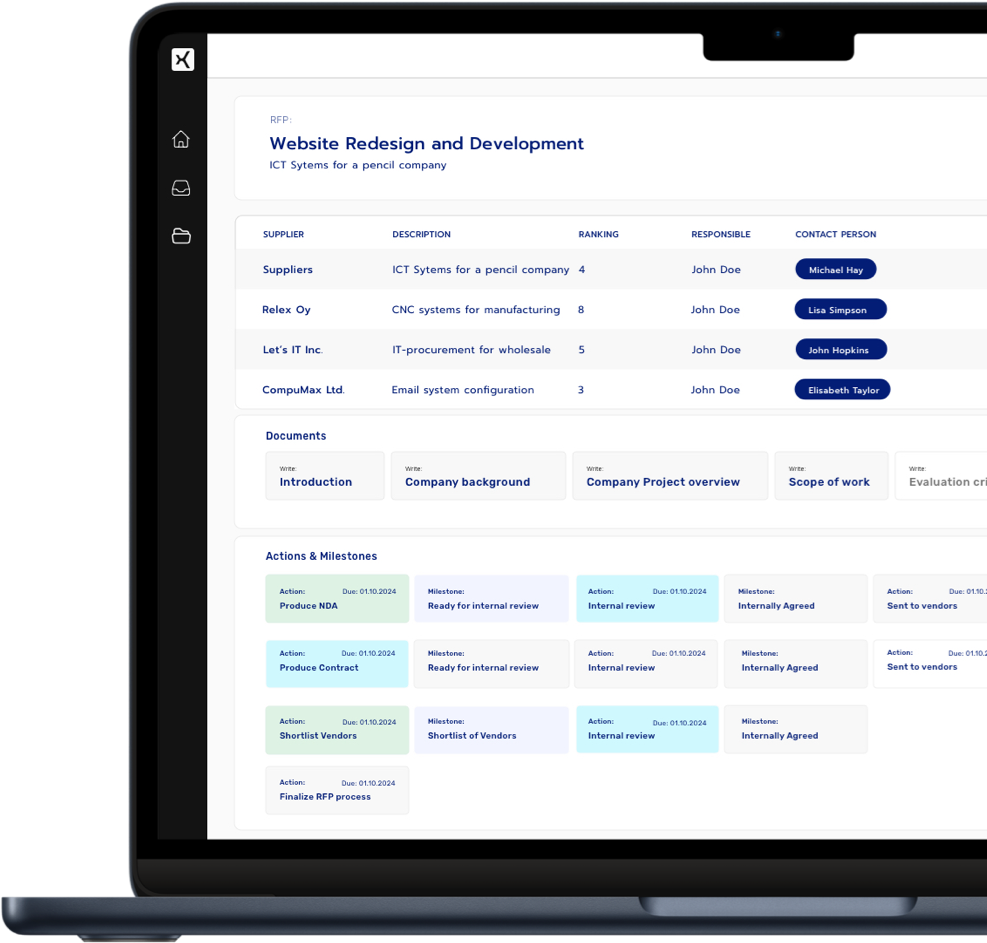 RFP:
Website Redesign and Development
ICT Sytems for a pencil company
SUPPLIER DESCRIPTION RANKING RESPONSIBLE CONTACT PERSON
Suppliers ICT Sytems for a pencil company 4 John Doe Michael Hay
Relex Oy CNC systems for manufacturing 8 John Doe Lisa Simpson
Let's IT Inc. IT-procurement for wholesale 5 John Doe John Hopkins
CompuMax Ltd. Email system configuration 3 John Doe Elisabeth Taylor
Documents
Write: Write: Write: Write: Write:
Introduction Company background Company Project overview Scope of work Evaluation cri
Actions & Milestones
Action: Due: 01.10.2024 Milestone: Action: Due: 01.10.2024 Milestone: Action: Due: 01.10.
Produce NDA Ready for internal review Internal review Internally Agreed Sent to vendors
Action: Due: 01.10.2024 Milestone: Action: Due: 01.10.2024 Milestone: Action: Due: 01.10.
Produce Contract Ready for internal review Internal review Internally Agreed Sent to vendors
Action: Due: 01.10.2024 Milestone: Action: Due: 01.10.2024 Milestone:
Shortlist Vendors Shortlist of Vendors Internal review Internally Agreed
Action: Due: 01.10.2024
Finalize RFP process